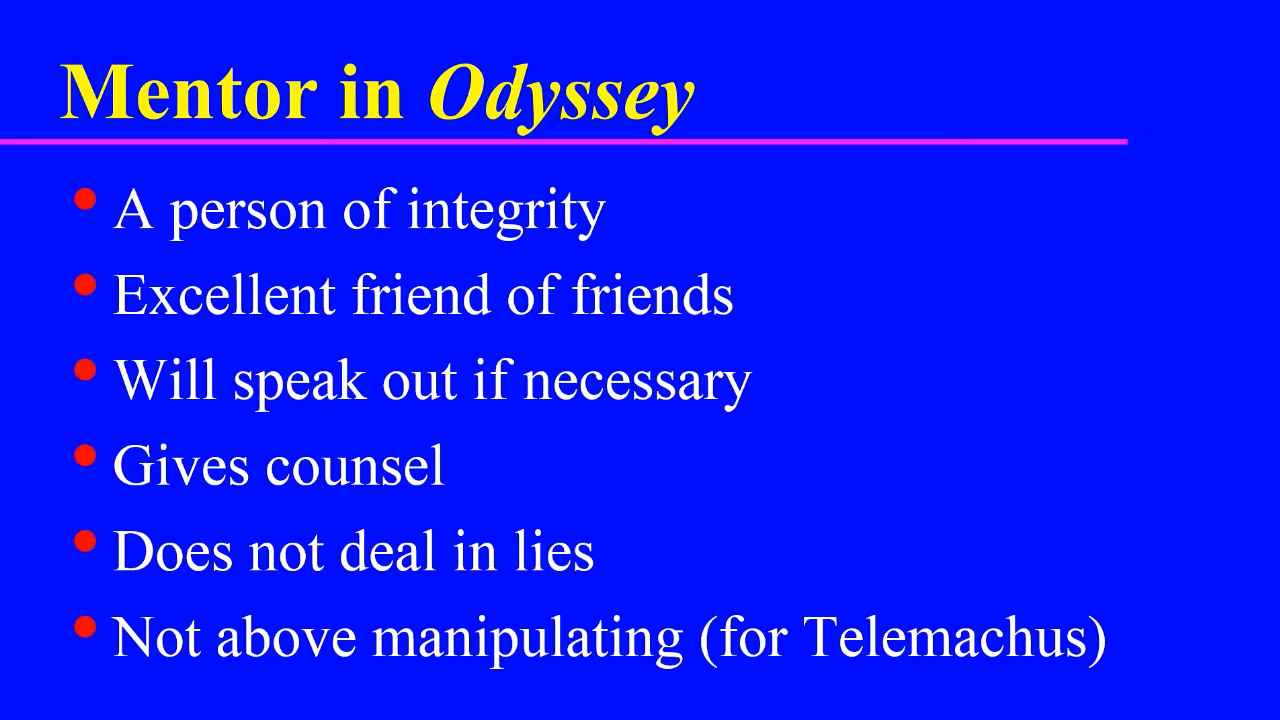 Mentor in Odyssey
• A person of integrity
• Excellent friend of friends
• Will speak out if necessary
• Gives counsel
• Does not deal in lies
• Not above manipulating (for Telemachus)